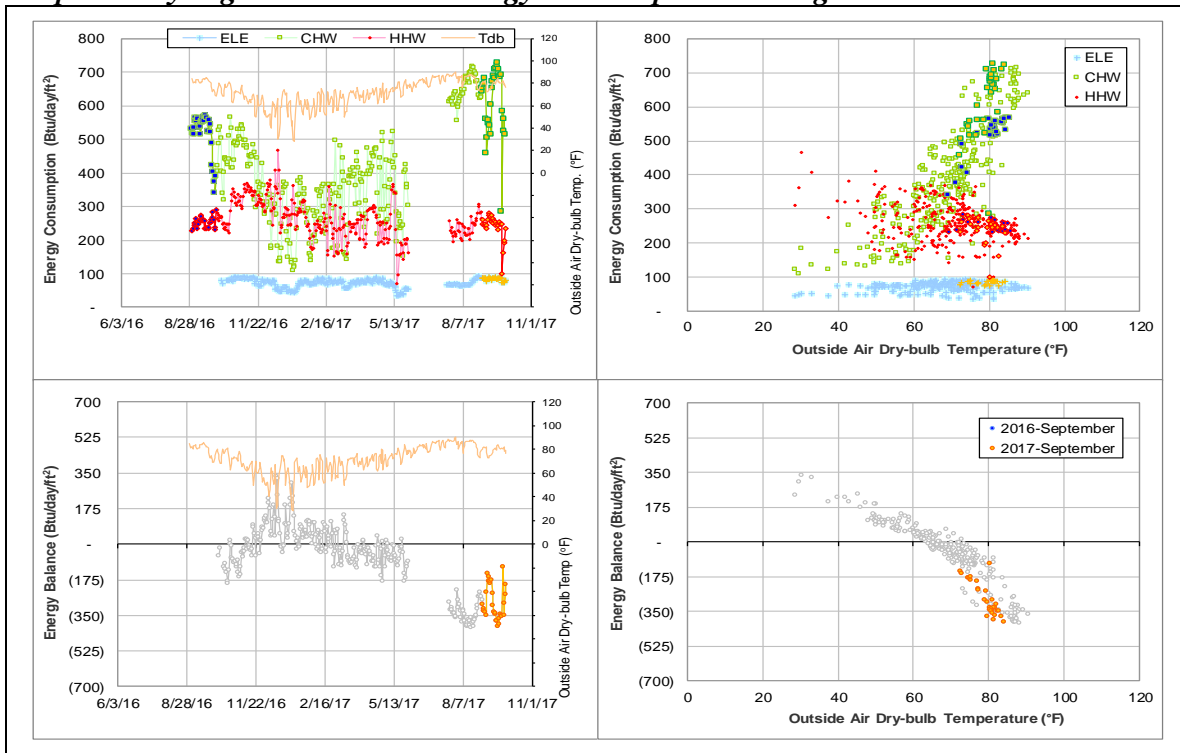 ELE CHW HHW Tdb
800
700
600
500
400
300
200
100
-
120
100
80
60
40
20
0
Energy Consumption (Btu/day/ft²)
Outside Air Dry-bulb Temp. (°F)
6/3/16 8/28/16 11/22/16 2/16/17 5/13/17 8/7/17 11/1/17
ELE
CHW
HHW
800
700
600
500
400
300
200
100
-
Energy Consumption (Btu/day/ft²)
0 20 40 60 80 100 120
Outside Air Dry-bulb Temperature (°F)
700
525
350
175
-
(175)
(350)
(525)
(700)
120
100
80
60
40
20
0
Energy Balance (Btu/day/ft²)
Outside Air Dry-bulb Temp (°F)
6/3/16 8/28/16 11/22/16 2/16/17 5/13/17 8/7/17 11/1/17
2016-September
2017-September
700
525
350
175
-
(175)
(350)
(525)
(700)
Energy Balance (Btu/day/ft²)
0 20 40 60 80 100 120
Outside Air Dry-bulb Temperature (°F)